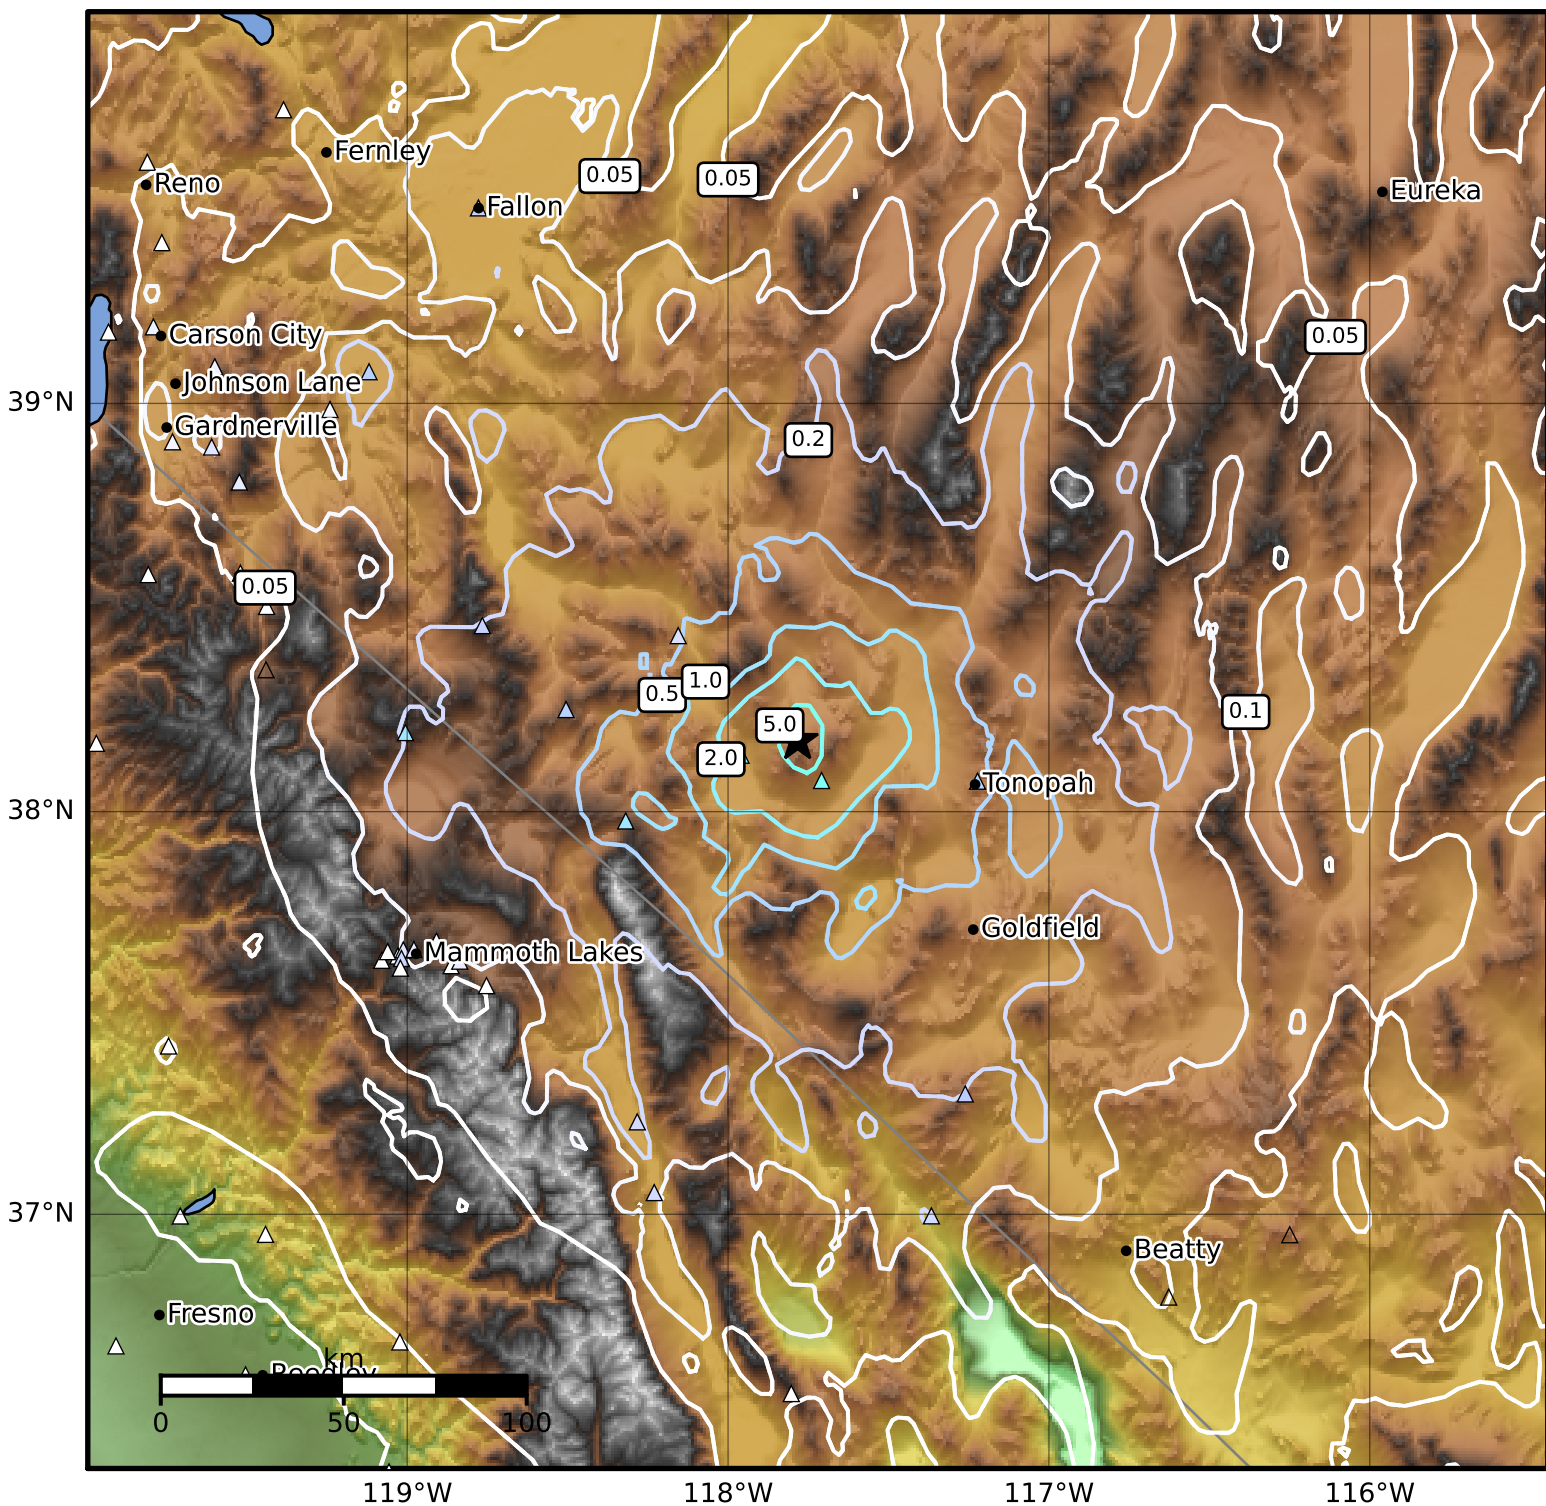 Fernley
Reno
0.05
0.05
Eureka
Fallon
Carson City
0.05
Johnson Lane
39°N
Gardnerville
0.2
0.05
0.5
1.0
0.1
5.0
2.0
Tonopah
38°N
Goldfield
Mammoth Lakes
37°N
Beatty
Fresno
km
Reedley
0
50
100
119°W
118°W
117°W
116°W